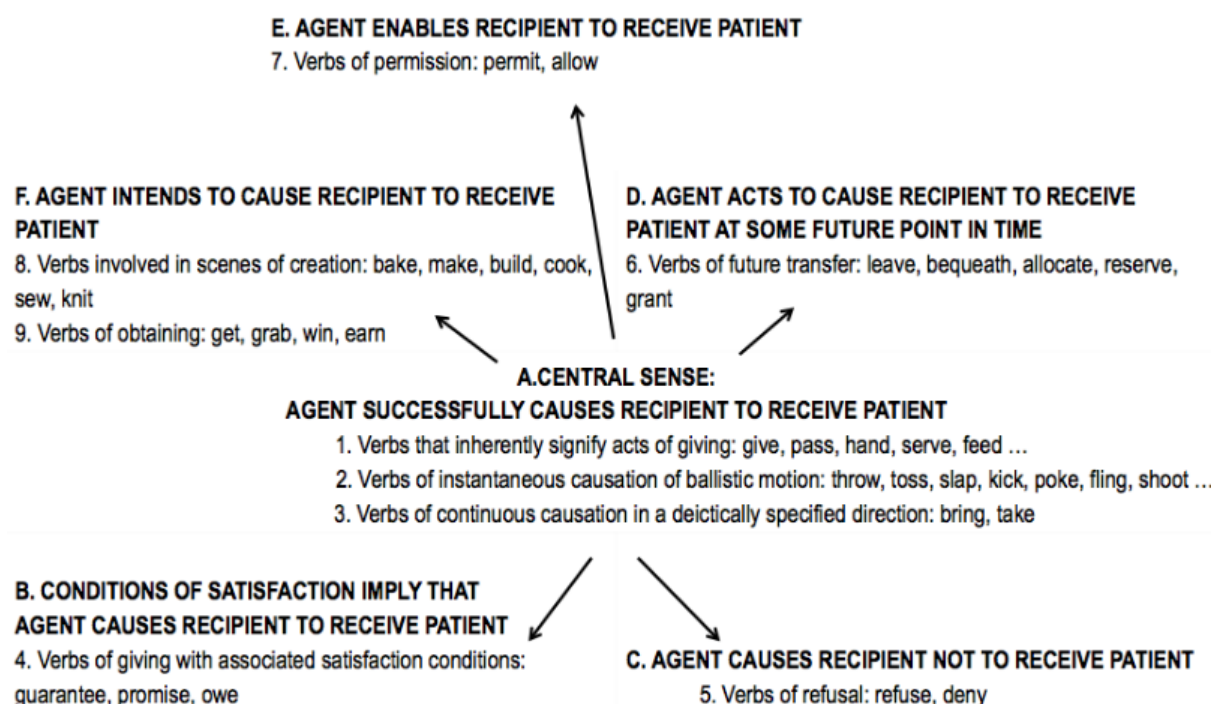 E. AGENT ENABLES RECIPIENT TO RECEIVE PATIENT
7. Verbs of permission: permit, allow
F. AGENT INTENDS TO CAUSE RECIPIENT TO RECEIVE
PATIENT
8. Verbs involved in scenes of creation: bake, make, build, cook,
sew, knit
9. Verbs of obtaining: get, grab, win, earn
D. AGENT ACTS TO CAUSE RECIPIENT TO RECEIVE
PATIENT AT SOME FUTURE POINT IN TIME
6. Verbs of future transfer: leave, bequeath, allocate, reserve,
grant
A.CENTRAL SENSE:
AGENT SUCCESSFULLY CAUSES RECIPIENT TO RECEIVE PATIENT
1. Verbs that inherently signify acts of giving: give, pass, hand, serve, feed …
2. Verbs of instantaneous causation of ballistic motion: throw, toss, slap, kick, poke, fling, shoot …
3. Verbs of continuous causation in a deictically specified direction: bring, take
B. CONDITIONS OF SATISFACTION IMPLY THAT
AGENT CAUSES RECIPIENT TO RECEIVE PATIENT
4. Verbs of giving with associated satisfaction conditions:
guarantee, promise, owe
C. AGENT CAUSES RECIPIENT NOT TO RECEIVE PATIENT
5. Verbs of refusal: refuse, deny